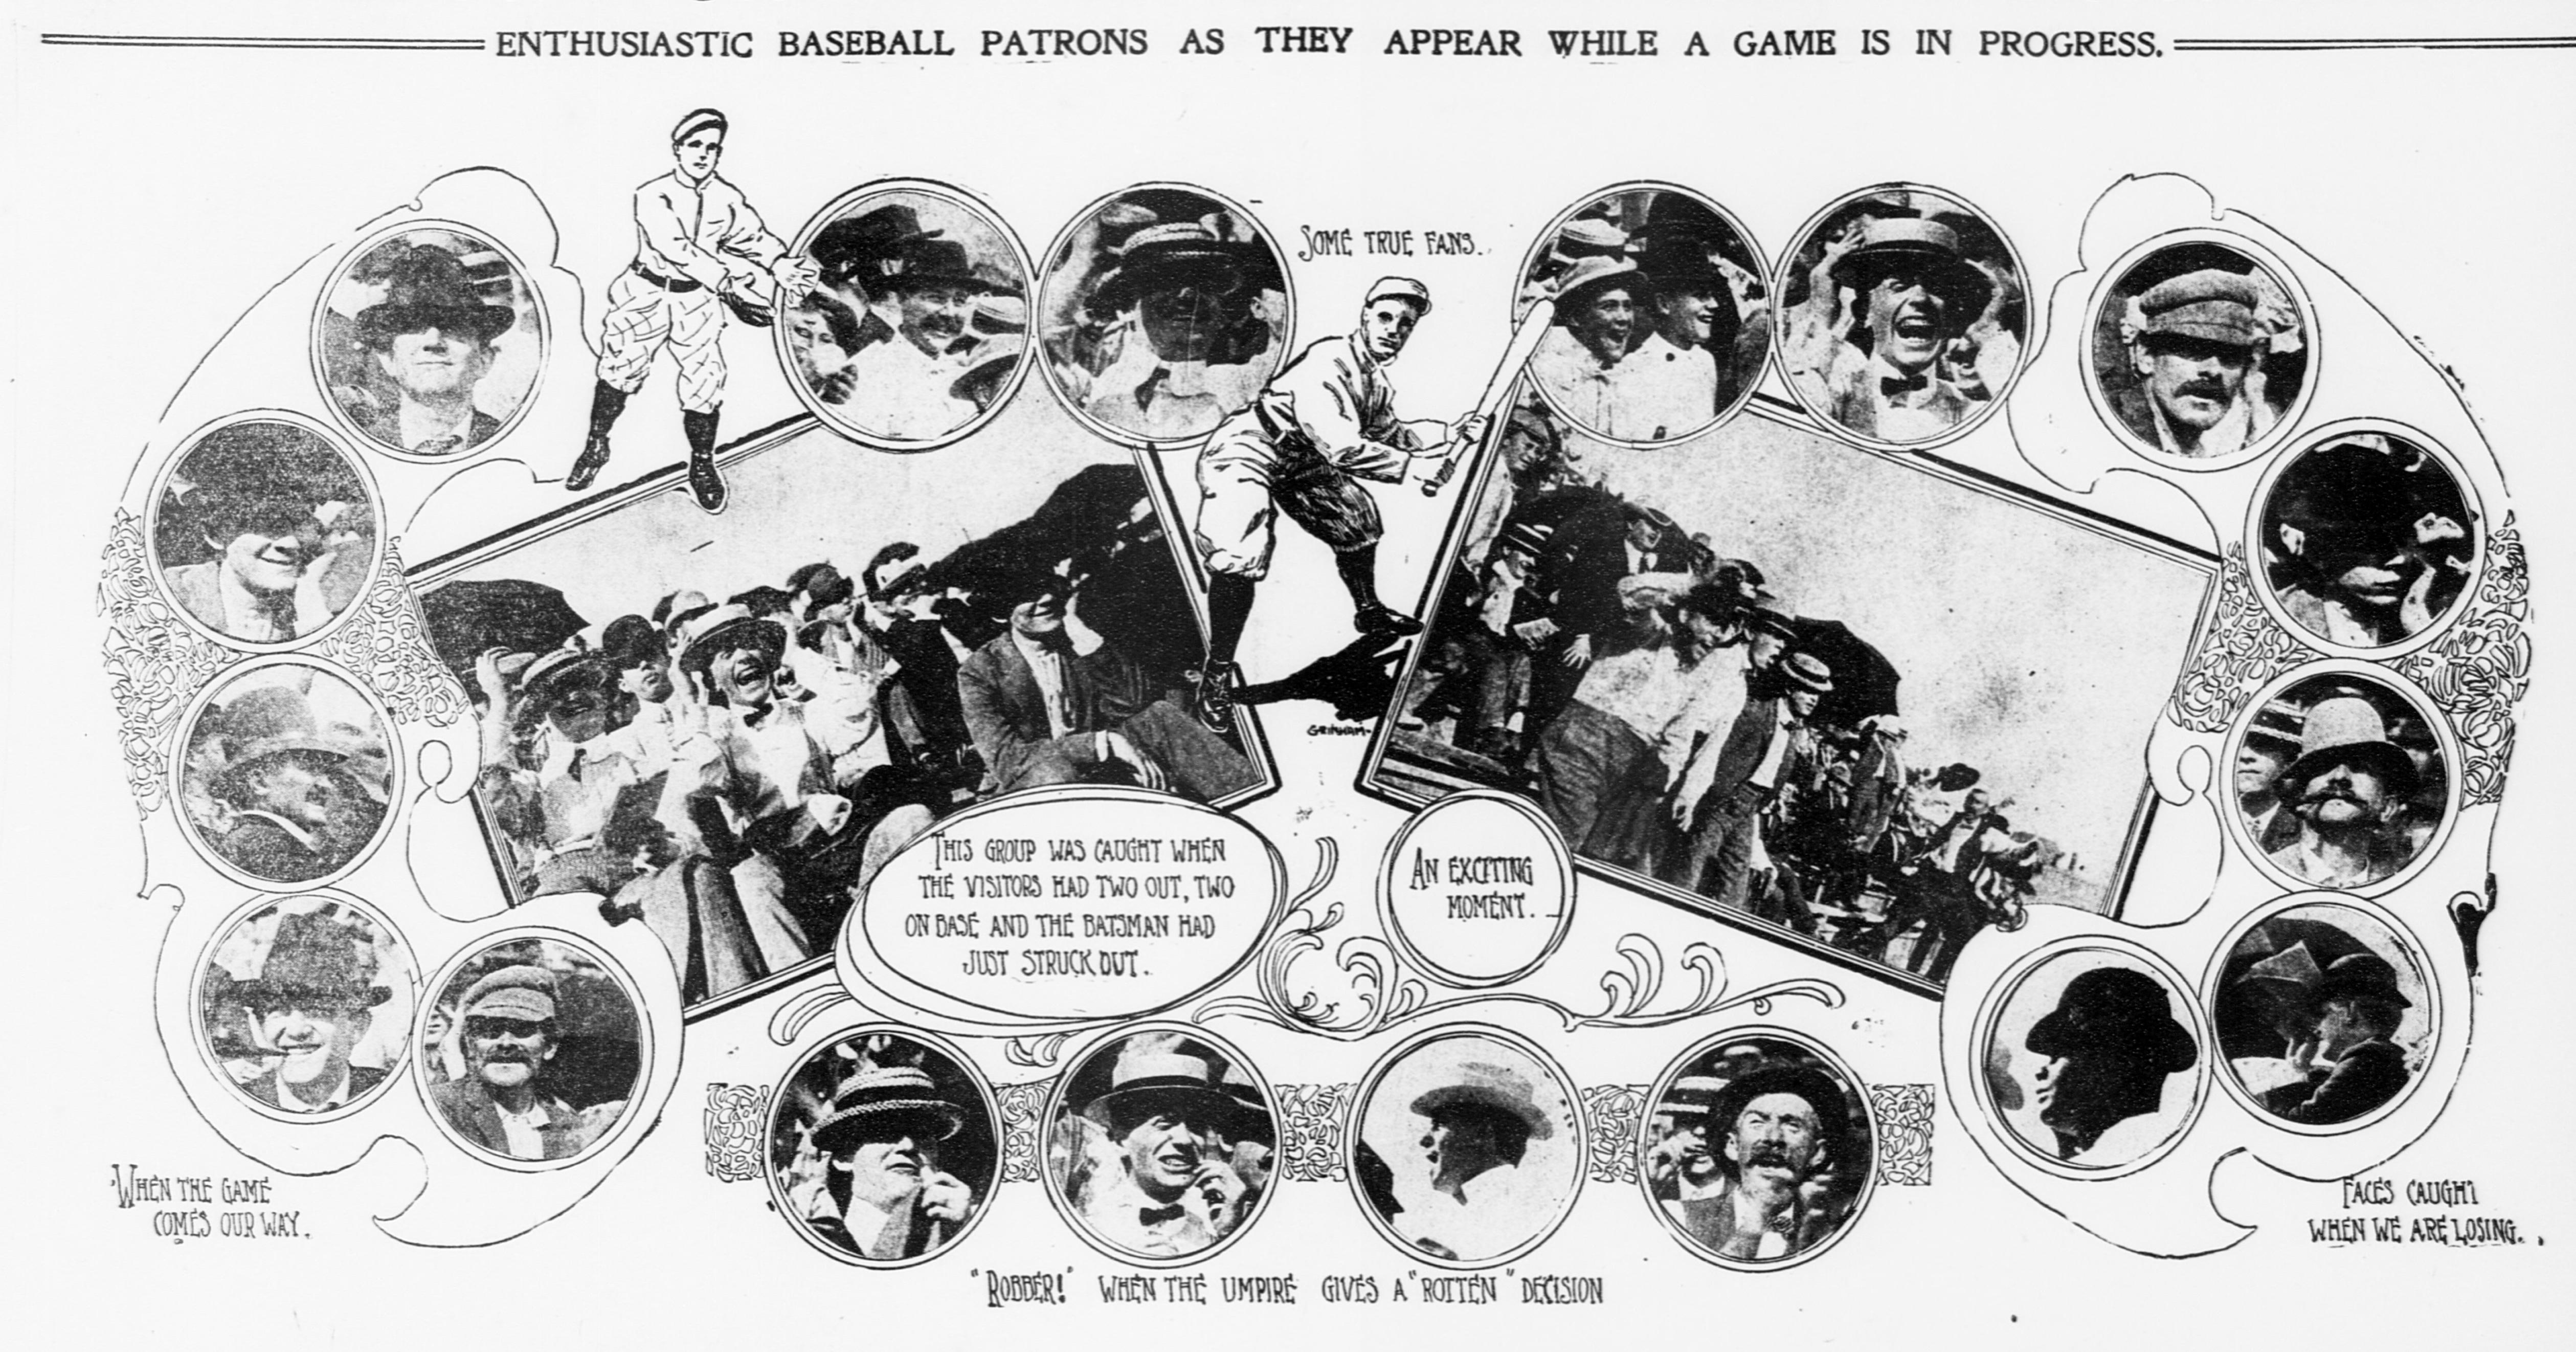 ENTHUSIASTIC BASEBALL PATRONS AS THEY APPEAR WHILE A GAME IS IN PROGRESS.
SOME TRUE FANS.
GRINHAM-
THIS GROUP WAS CAUGHT WHEN
THE VISITORS HAD TWO OUT, TWO
ON BASE AND THE BATSMAN HAD
JUST STRUCK OUT.
AN EXCITING
MOMENT.
WHEN THE GAME
COMES OUR WAY.
FACES CAUGHT
WHEN WE ARE LOSING.
"ROBBER!" WHEN THE UMPIRE GIVES A "ROTTEN" DECISION